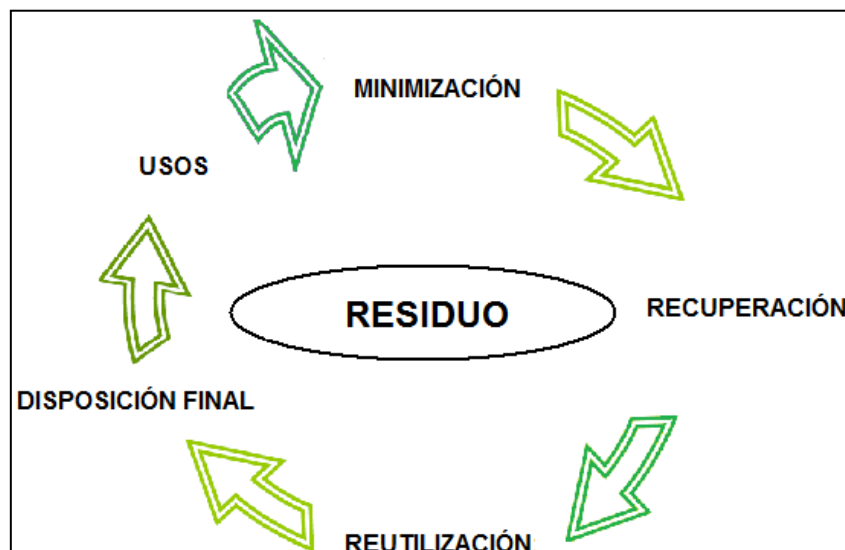 MINIMIZACIÓN
USOS
RESIDUO
RECUPERACIÓN
DISPOSICIÓN FINAL
REUTILIZACIÓN